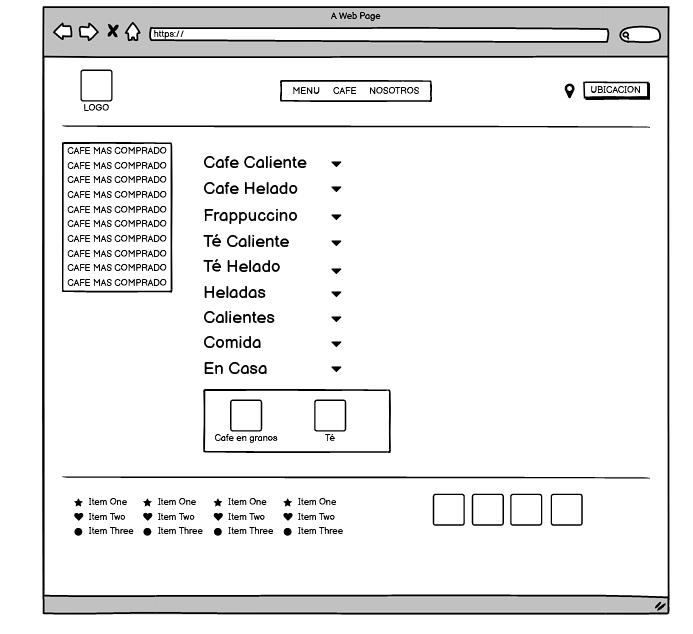 A Web Page
https://
LOGO
MENU CAFE NOSOTROS
UBICACION
CAFE MAS COMPRADO
CAFE MAS COMPRADO
CAFE MAS COMPRADO
CAFE MAS COMPRADO
CAFE MAS COMPRADO
CAFE MAS COMPRADO
CAFE MAS COMPRADO
CAFE MAS COMPRADO
CAFE MAS COMPRADO
CAFE MAS COMPRADO
Cafe Caliente
Cafe Helado
Frappuccino
Té Caliente
Té Helado
Heladas
Calientes
Comida
En Casa
Cafe en granos Té
Item One Item One Item One Item One
Item Two Item Two Item Two Item Two
Item Three Item Three Item Three Item Three